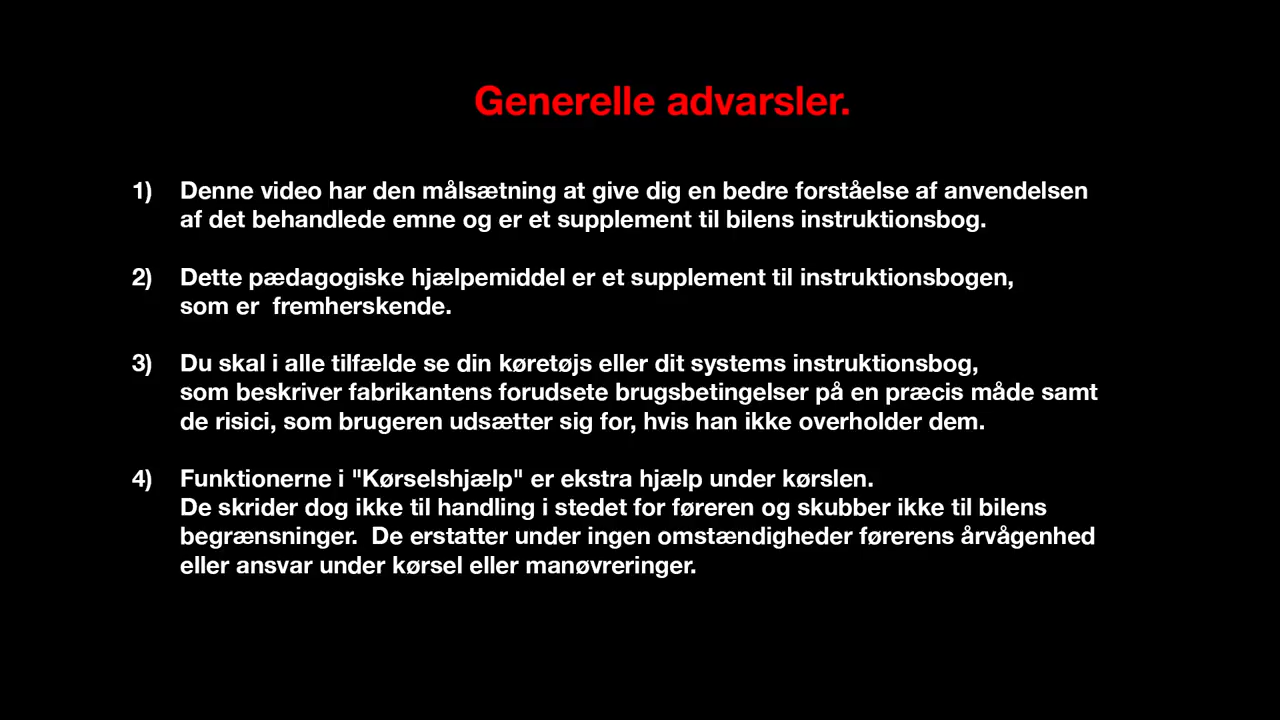 Generelle advarsler.
1) Denne video har den målsætning at give dig en bedre forståelse af anvendelsen
af det behandlede emne og er et supplement til bilens instruktionsbog.
2) Dette pædagogiske hjælpemiddel er et supplement til instruktionsbogen,
som er  fremherskende.
3) Du skal i alle tilfælde se din køretøjs eller dit systems instruktionsbog,
som beskriver fabrikantens forudsete brugsbetingelser på en præcis måde samt
de risici, som brugeren udsætter sig for, hvis han ikke overholder dem.
4) Funktionerne i "Kørselshjælp" er ekstra hjælp under kørslen.
De skrider dog ikke til handling i stedet for føreren og skubber ikke til bilens
begrænsninger.  De erstatter under ingen omstændigheder førerens årvågenhed
eller ansvar under kørsel eller manøvreringer.